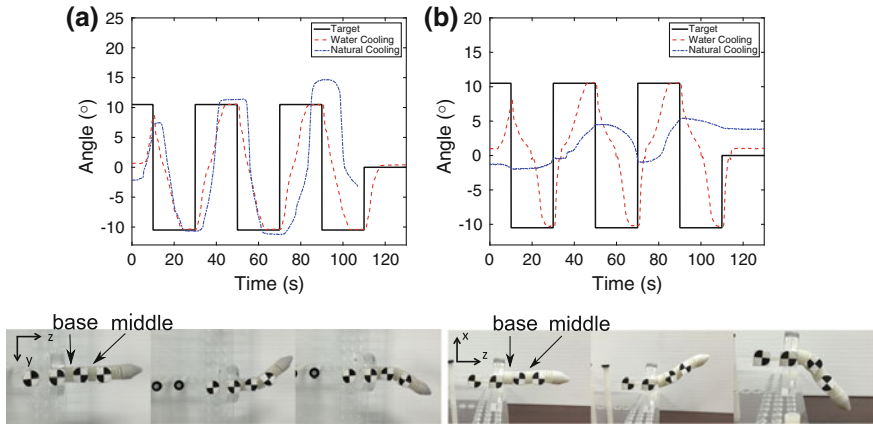 (a)
25
20
15
10
5
0
-5
-10
Angle (○)
0 20 40 60 80 100 120
Time (s)
Target
Water Cooling
Natural Cooling
(b)
20
15
10
5
0
-5
-10
Angle (○)
0 20 40 60 80 100 120
Time (s)
Target
Water Cooling
Natural Cooling
base middle
z
y
base middle
x
z